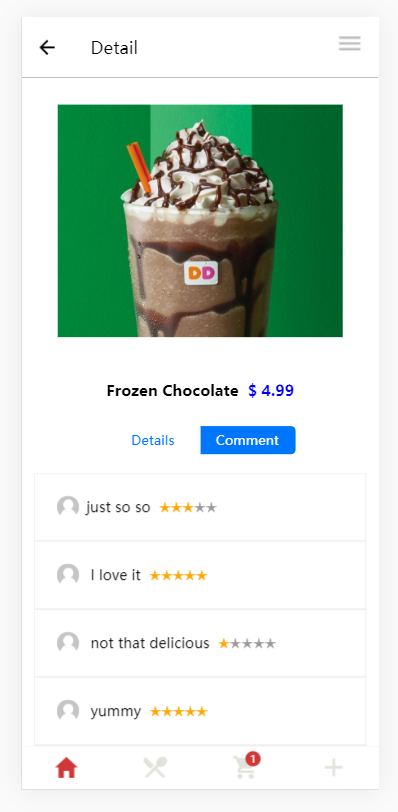 Detail
DD
Frozen Chocolate $ 4.99
Details Comment
just so so
I love it
not that delicious
yummy
1